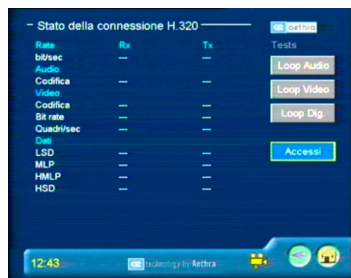 Stato della connessione H.320
aethra
Rate Rx Tx Tests
bit/sec --- ---
Audio
Loop Audio
Codifica --- ---
Video
Loop Video
Codifica --- ---
Bit rate --- ---
Loop Dig.
Quadri/sec --- ---
Dati
LSD --- ---
Accessi
MLP --- ---
HMLP --- ---
HSD --- ---
12:43
technology by Aethra